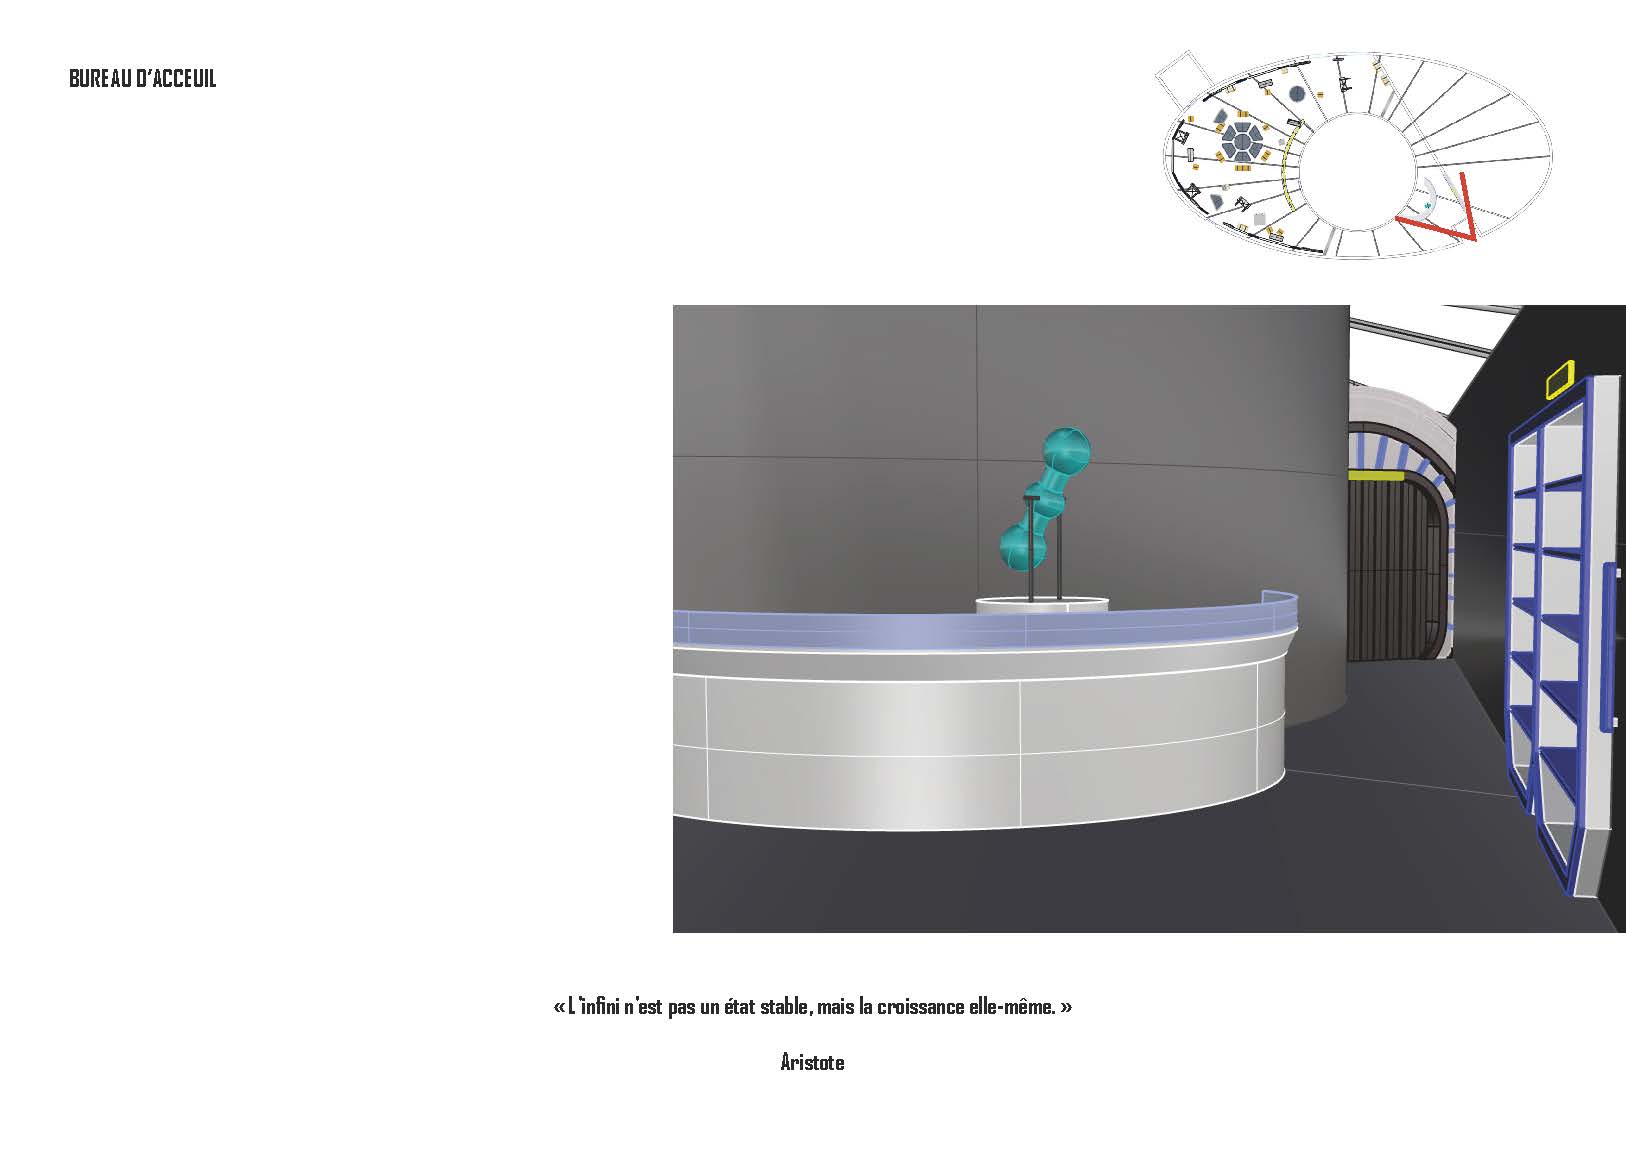 BUREAU D'ACCEUIL
« L'infini n'est pas un état stable, mais la croissance elle-même. »
Aristote